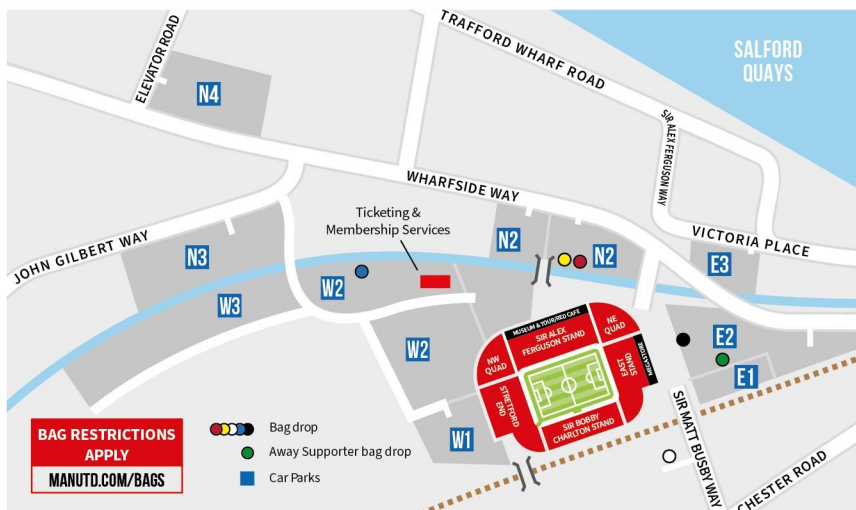 TRAFFORD WHARF ROAD
SALFORD
QUAYS
ELEVATOR ROAD
N4
SIR ALEX FERGUSON WAY
WHARFSIDE WAY
Ticketing &
Membership Services
JOHN GILBERT WAY
VICTORIA PLACE
N3
N2
N2
E3
W2
W3
MUSEUM & TOUR/RED CAFE
SIR ALEX
FERGUSON STAND
NE
QUAD
NW
QUAD
EAST
STAND
MEGASTORE
E2
W2
E1
STRETFORD
END
SIR BOBBY
CHARLTON STAND
W1
SIR MATT BUSBY WAY
CHESTER ROAD
BAG RESTRICTIONS
APPLY
MANUTD.COM/BAGS
Bag drop
Away Supporter bag drop
Car Parks